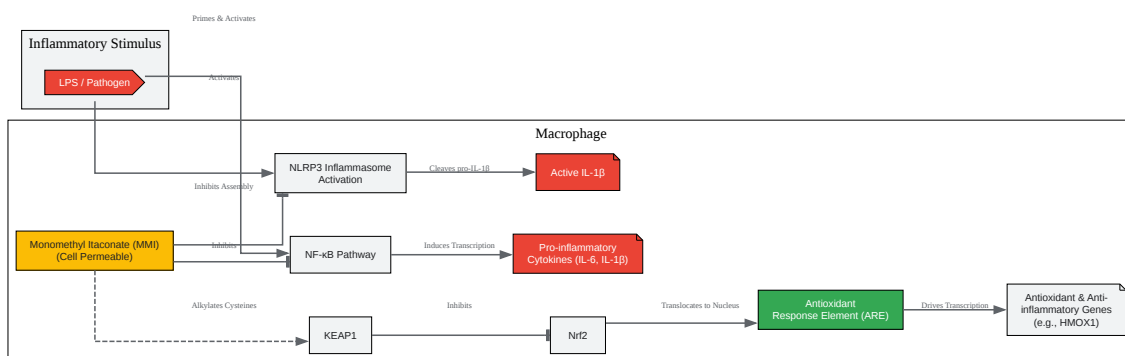 Primes & Activates
Inflammatory Stimulus
LPS / Pathogen
Activates
Macrophage
NLRP3 Inflammasome
Activation
Cleaves pro-IL-1β
Active IL-1β
Inhibits Assembly
Monomethyl Itaconate (MMI)
(Cell Permeable)
Inhibits
NF-κB Pathway
Induces Transcription
Pro-inflammatory
Cytokines (IL-6, IL-1β)
Alkylates Cysteines
KEAP1
Inhibits
Nrf2
Translocates to Nucleus
Antioxidant
Response Element (ARE)
Drives Transcription
Antioxidant & Anti-
inflammatory Genes
(e.g., HMOX1)